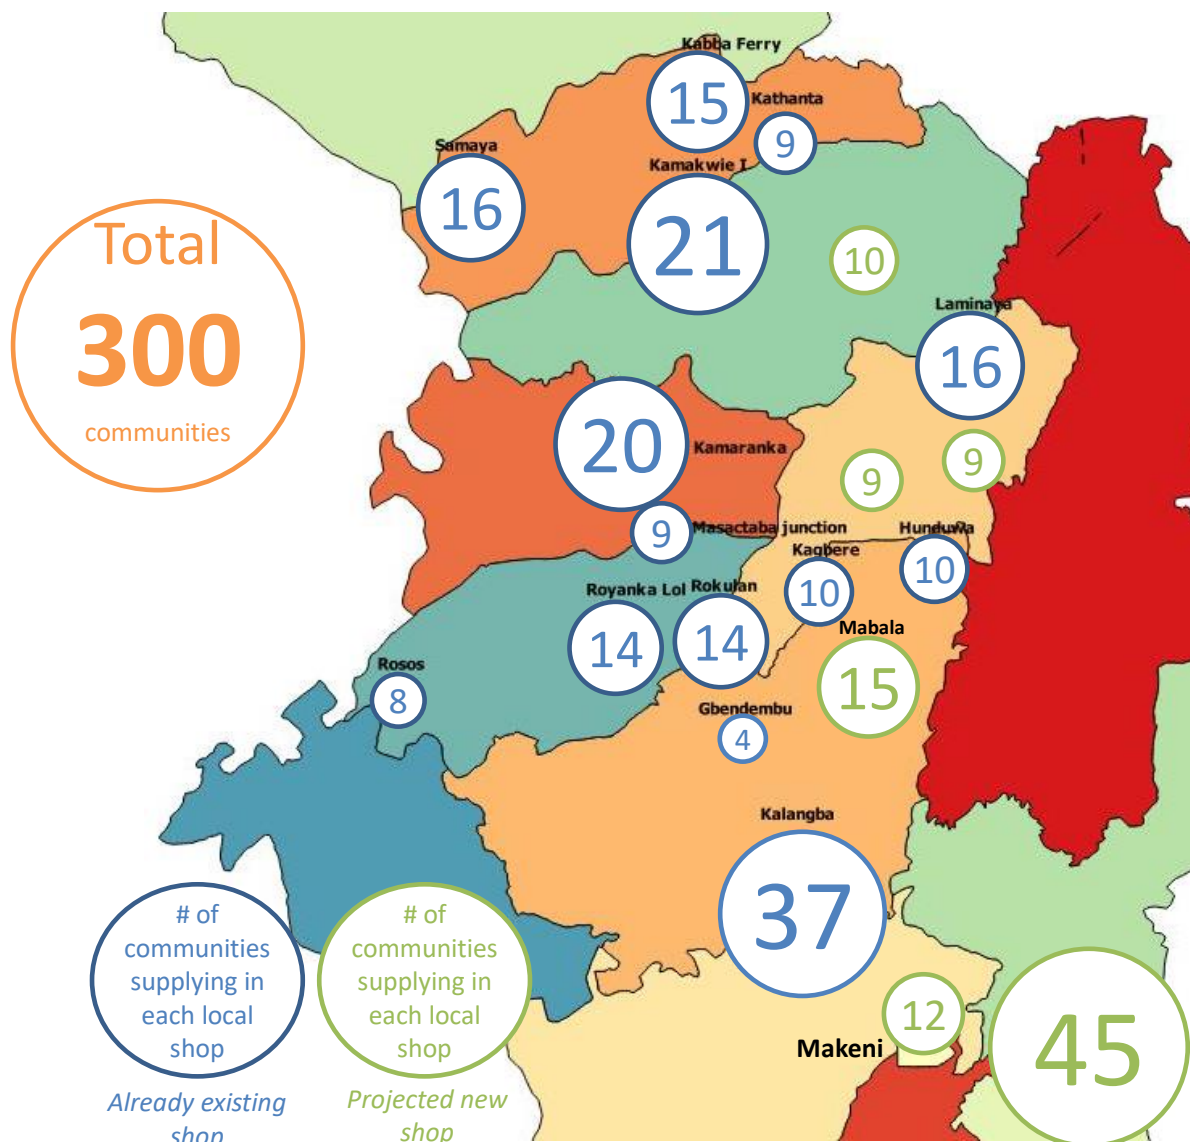 Kabba Ferry
15
Kathanta
9
Samaya
16
Kamakwie I
21
Total
300
communities
10
Laminaya
16
20
Kamaranka
9
9
9
Masactaba junction
Hunduwa
10
Kagbere
10
Royanka Lol
14
Rokulan
14
Mabala
15
Rosos
8
Gbendembu
4
Kalangba
37
# of
communities
supplying in
each local
shop
Already existing
shop
# of
communities
supplying in
each local
shop
Projected new
shop
12
Makeni
45